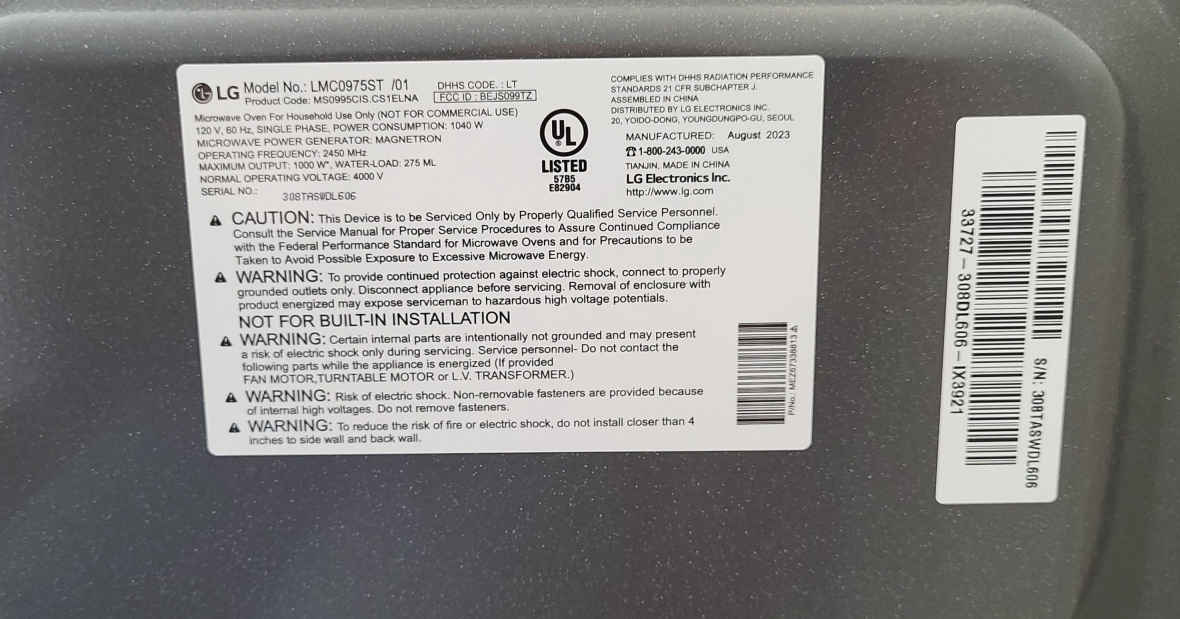 LG Model No.: LMC0975ST /01
Product Code: MS0995CIS.CS1ELNA
DHHS CODE. : LT
FCC ID : BEJS099TZ
Microwave Oven For Household Use Only (NOT FOR COMMERCIAL USE)
120 V, 60 Hz, SINGLE PHASE, POWER CONSUMPTION: 1040 W
MICROWAVE POWER GENERATOR: MAGNETRON
OPERATING FREQUENCY: 2450 MHz
MAXIMUM OUTPUT: 1000 W*, WATER-LOAD: 275 ML
NORMAL OPERATING VOLTAGE: 4000 V
SERIAL NO.:
308TASWDL606
UL
LISTED
57B5
E82904
COMPLIES WITH DHHS RADIATION PERFORMANCE
STANDARDS 21 CFR SUBCHAPTER J.
ASSEMBLED IN CHINA
DISTRIBUTED BY LG ELECTRONICS INC.
20, YOIDO-DONG, YOUNGDUNGPO-GU, SEOUL
MANUFACTURED: August 2023
☎1-800-243-0000 USA
TIANJIN, MADE IN CHINA
LG Electronics Inc.
http://www.lg.com
⚠ CAUTION: This Device is to be Serviced Only by Properly Qualified Service Personnel.
Consult the Service Manual for Proper Service Procedures to Assure Continued Compliance
with the Federal Performance Standard for Microwave Ovens and for Precautions to be
Taken to Avoid Possible Exposure to Excessive Microwave Energy.
⚠ WARNING: To provide continued protection against electric shock, connect to properly
grounded outlets only. Disconnect appliance before servicing. Removal of enclosure with
product energized may expose serviceman to hazardous high voltage potentials.
NOT FOR BUILT-IN INSTALLATION
⚠ WARNING: Certain internal parts are intentionally not grounded and may present
a risk of electric shock only during servicing. Service personnel- Do not contact the
following parts while the appliance is energized (If provided
FAN MOTOR,TURNTABLE MOTOR or L.V. TRANSFORMER.)
⚠ WARNING: Risk of electric shock. Non-removable fasteners are provided because
of internal high voltages. Do not remove fasteners.
⚠ WARNING: To reduce the risk of fire or electric shock, do not install closer than 4
inches to side wall and back wall.
P/No.: MEZ67338813
33727-308DL606-IX3921
S/N: 308TASWDL606